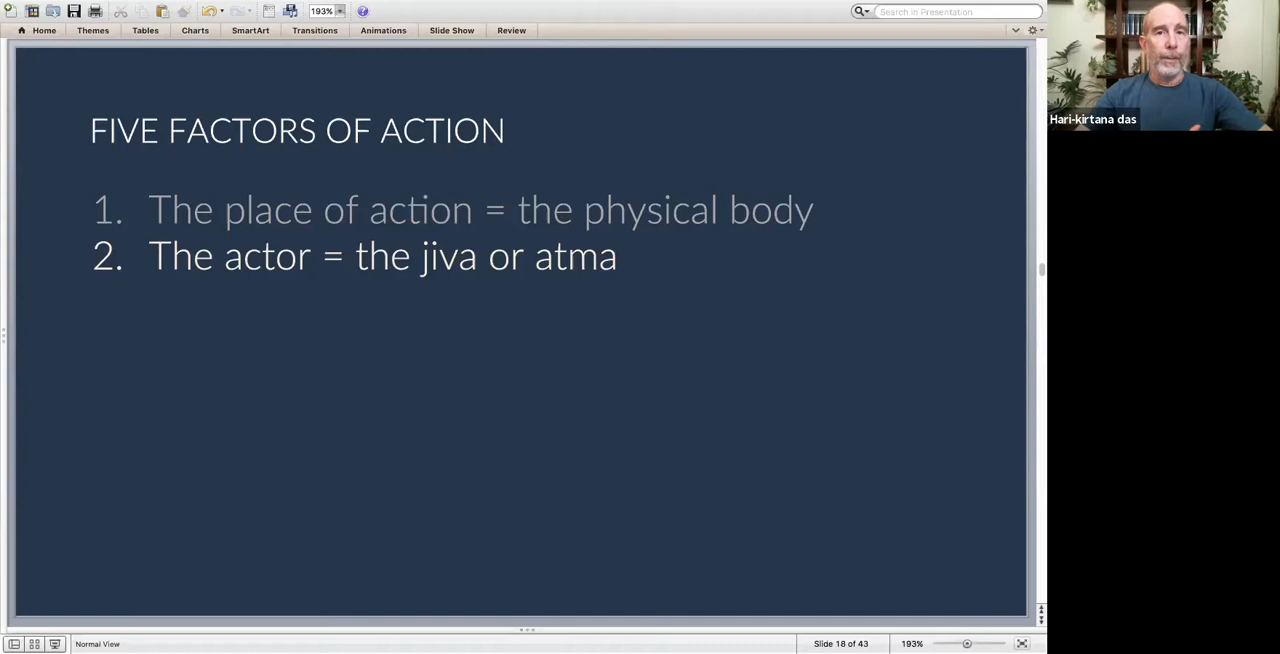 193%
Search in Presentation
Home
Themes
Tables
Charts
SmartArt
Transitions
Animations
Slide Show
Review
Hari-kirtana das
FIVE FACTORS OF ACTION
1. The place of action = the physical body
2. The actor = the jiva or atma
Normal View
Slide 18 of 43
193%